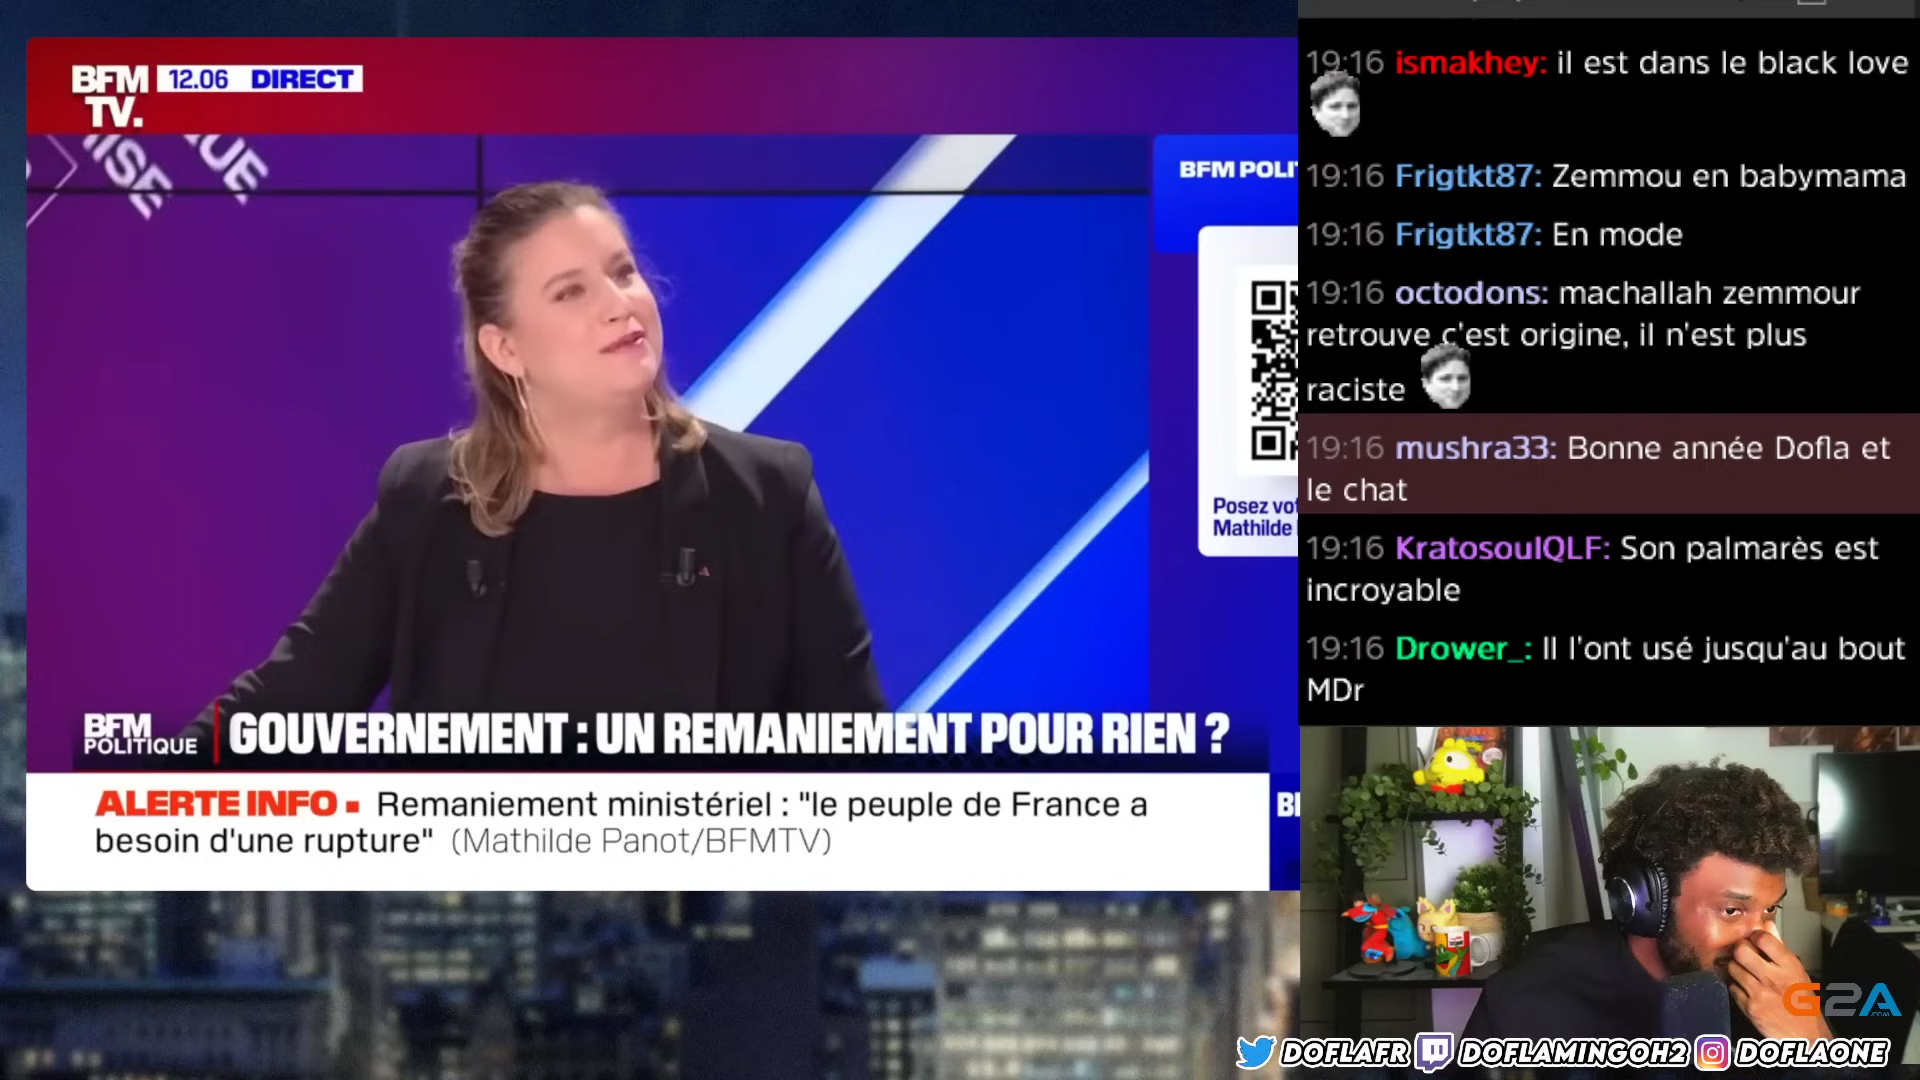 BFM
TV.
12.06 DIRECT
BFM POLI
Posez vo
Mathilde
BFM
POLITIQUE
GOUVERNEMENT : UN REMANIEMENT POUR RIEN ?
ALERTE INFO ▪ Remaniement ministériel : "le peuple de France a
besoin d'une rupture" (Mathilde Panot/BFMTV)
19:16 ismakhey: il est dans le black love
19:16 Frigtkt87: Zemmou en babymama
19:16 Frigtkt87: En mode
19:16 octodons: machallah zemmour
retrouve c'est origine, il n'est plus
raciste
19:16 mushra33: Bonne année Dofla et
le chat
19:16 KratosoulQLF: Son palmarès est
incroyable
19:16 Drower_: Il l'ont usé jusqu'au bout
MDr
G2A
.COM
DOFLAFR DOFLAMINGOH2 DOFLAONE